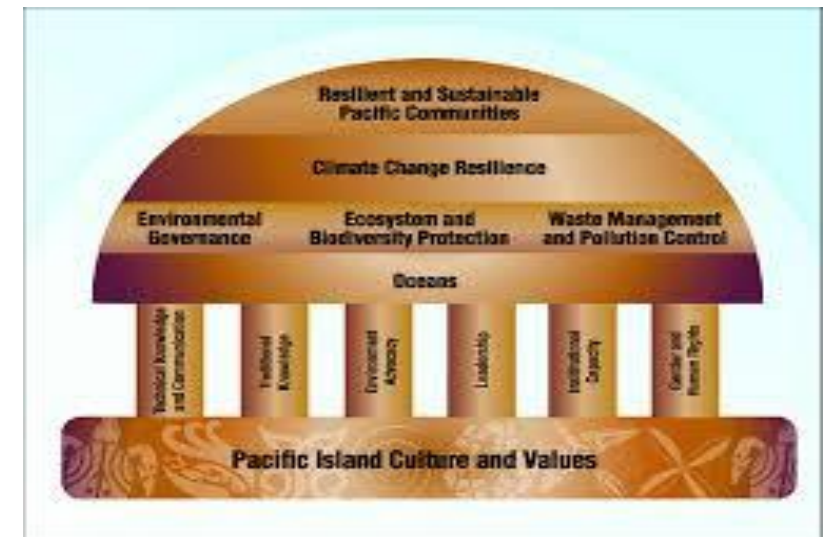 Resilient and Sustainable
Pacific Communities
Climate Change Resilience
Environmental
Governance
Ecosystem and
Biodiversity Protection
Waste Management
and Pollution Control
Oceans
Technical Knowledge
and Communication
Traditional
Knowledge
Environment
Advocacy
Leadership
Institutional
Capacity
Gender and
Human Rights
Pacific Island Culture and Values